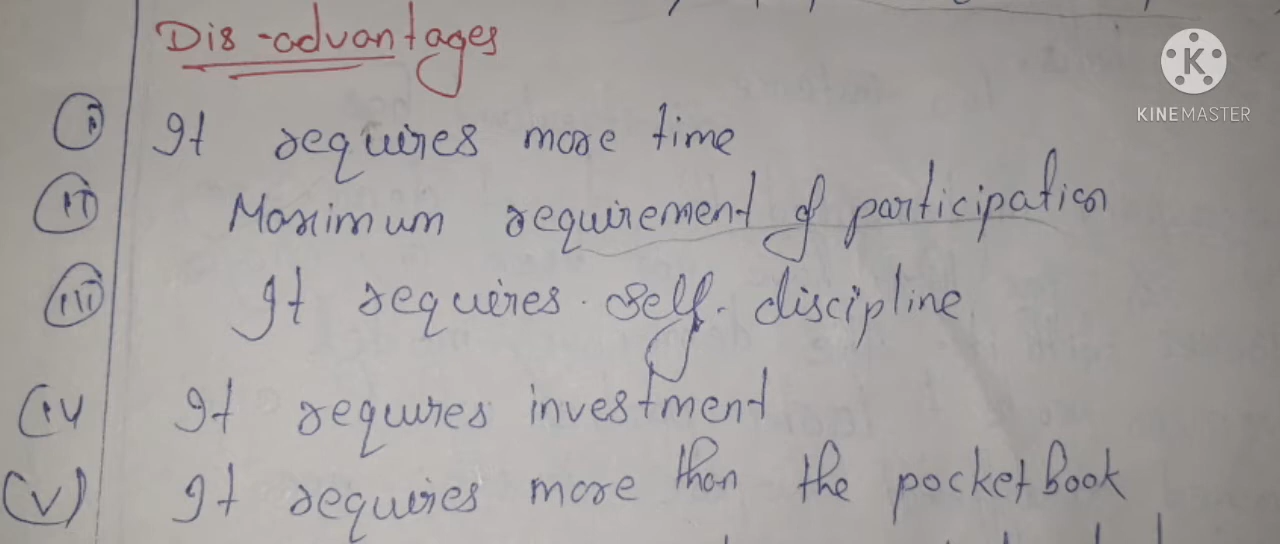 Dis-advantages
(i) It requires more time
(ii) Maximum requirement of participation
(iii) It requires self. discipline
(iv It requires investment
(v) It requires more than the pocket book
K
KINEMASTER